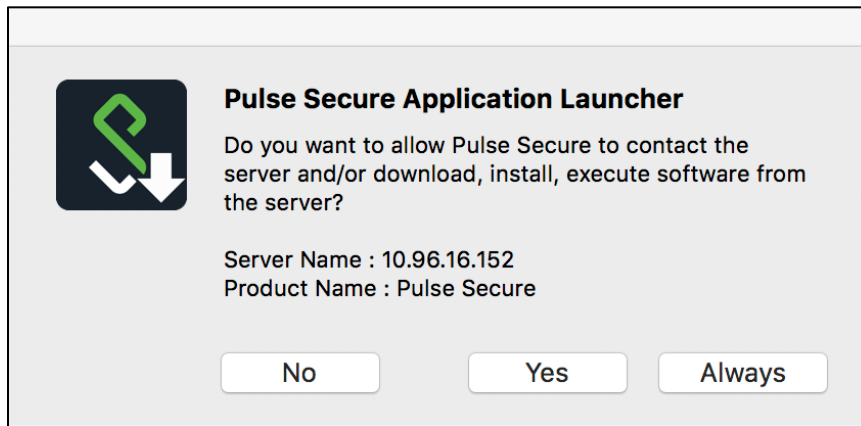 Pulse Secure Application Launcher
Do you want to allow Pulse Secure to contact the
server and/or download, install, execute software from
the server?
Server Name : 10.96.16.152
Product Name : Pulse Secure
No
Yes
Always